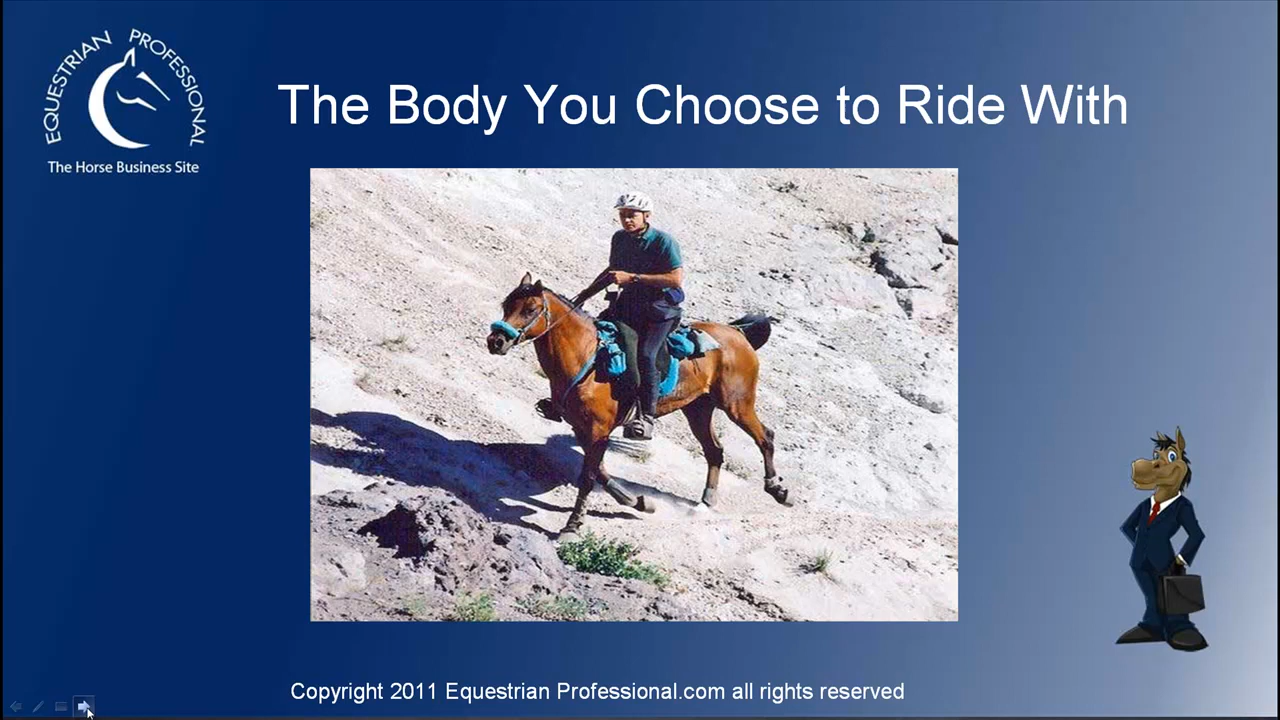 EQUESTRIAN PROFESSIONAL
The Horse Business Site
The Body You Choose to Ride With
Copyright 2011 Equestrian Professional.com all rights reserved